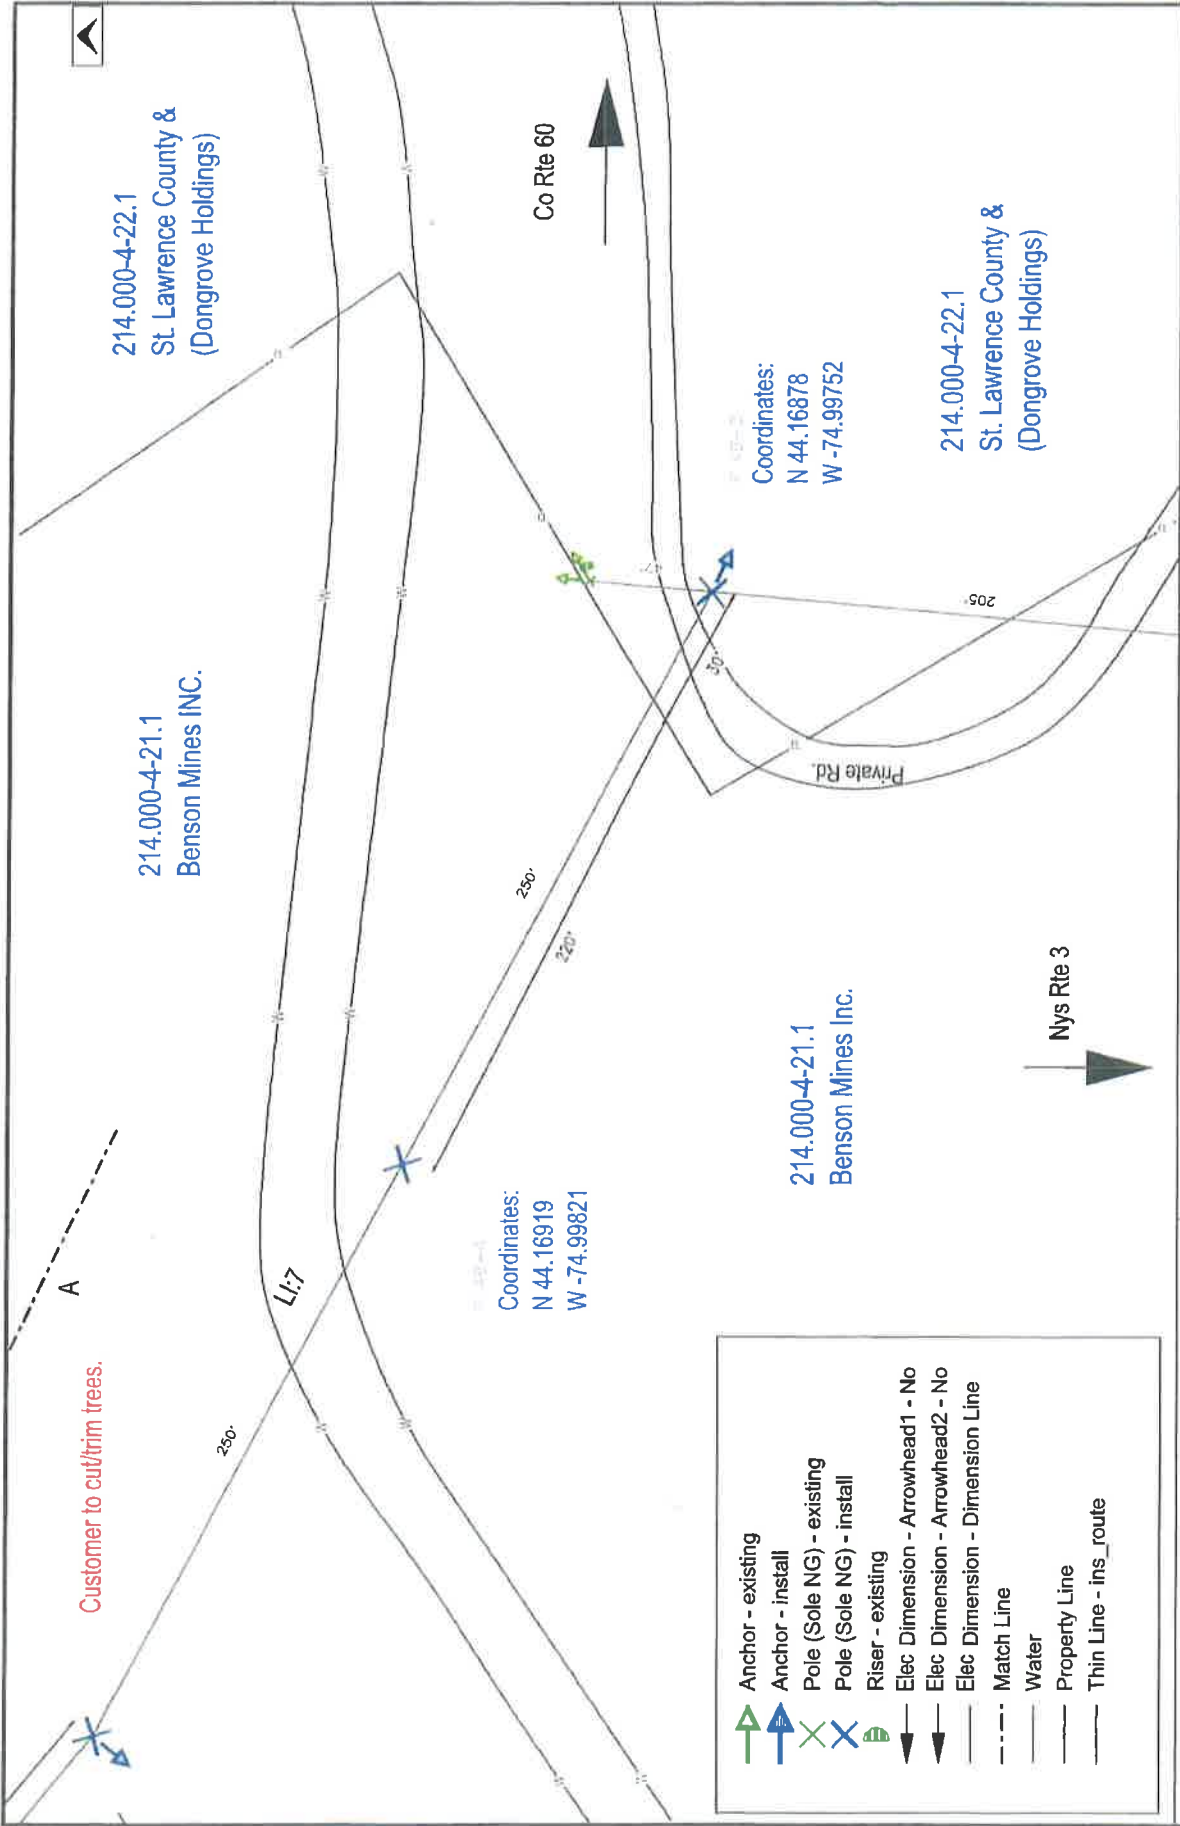 Customer to cut/trim trees.
A
214.000-4-21.1
Benson Mines INC.
214.000-4-22.1
St. Lawrence County &
(Dongrove Holdings)
250'
LI:7
W
W
W
W
W
W
W
W
Coordinates:
N 44.16919
W -74.99821
250'
220'
Co Rte 60
47'
30'
205'
Private Rd.
Coordinates:
N 44.16878
W -74.99752
214.000-4-21.1
Benson Mines Inc.
214.000-4-22.1
St. Lawrence County &
(Dongrove Holdings)
Nys Rte 3
Anchor - existing
Anchor - install
Pole (Sole NG) - existing
Pole (Sole NG) - install
Riser - existing
Elec Dimension - Arrowhead1 - No
Elec Dimension - Arrowhead2 - No
Elec Dimension - Dimension Line
Match Line
Water
Property Line
Thin Line - ins_route